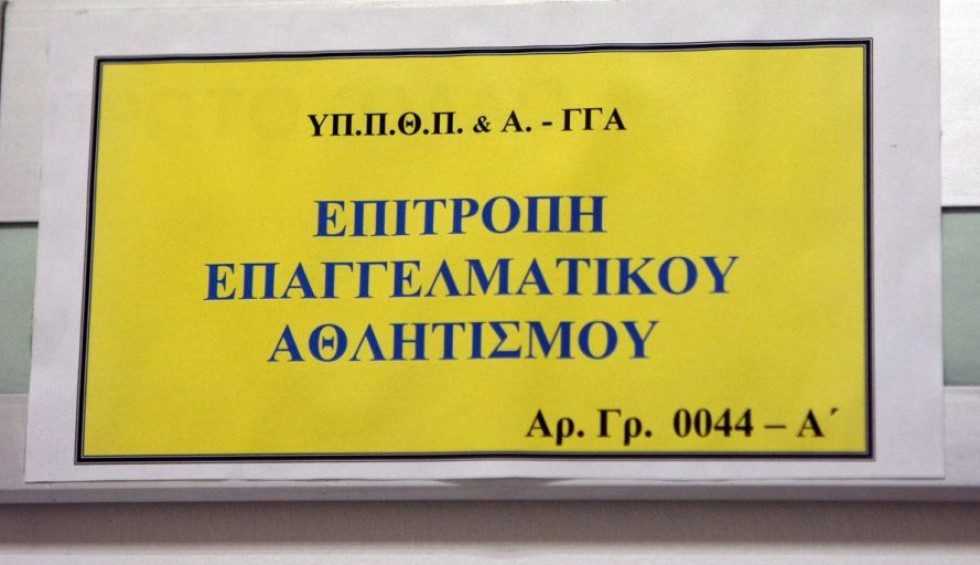 ΥΠ.Π.Θ.Π. & Α. - ΓΓΑ
ΕΠΙΤΡΟΠΗ
ΕΠΑΓΓΕΛΜΑΤΙΚΟΥ
ΑΘΛΗΤΙΣΜΟΥ
Αρ. Γρ. 0044 – Α΄